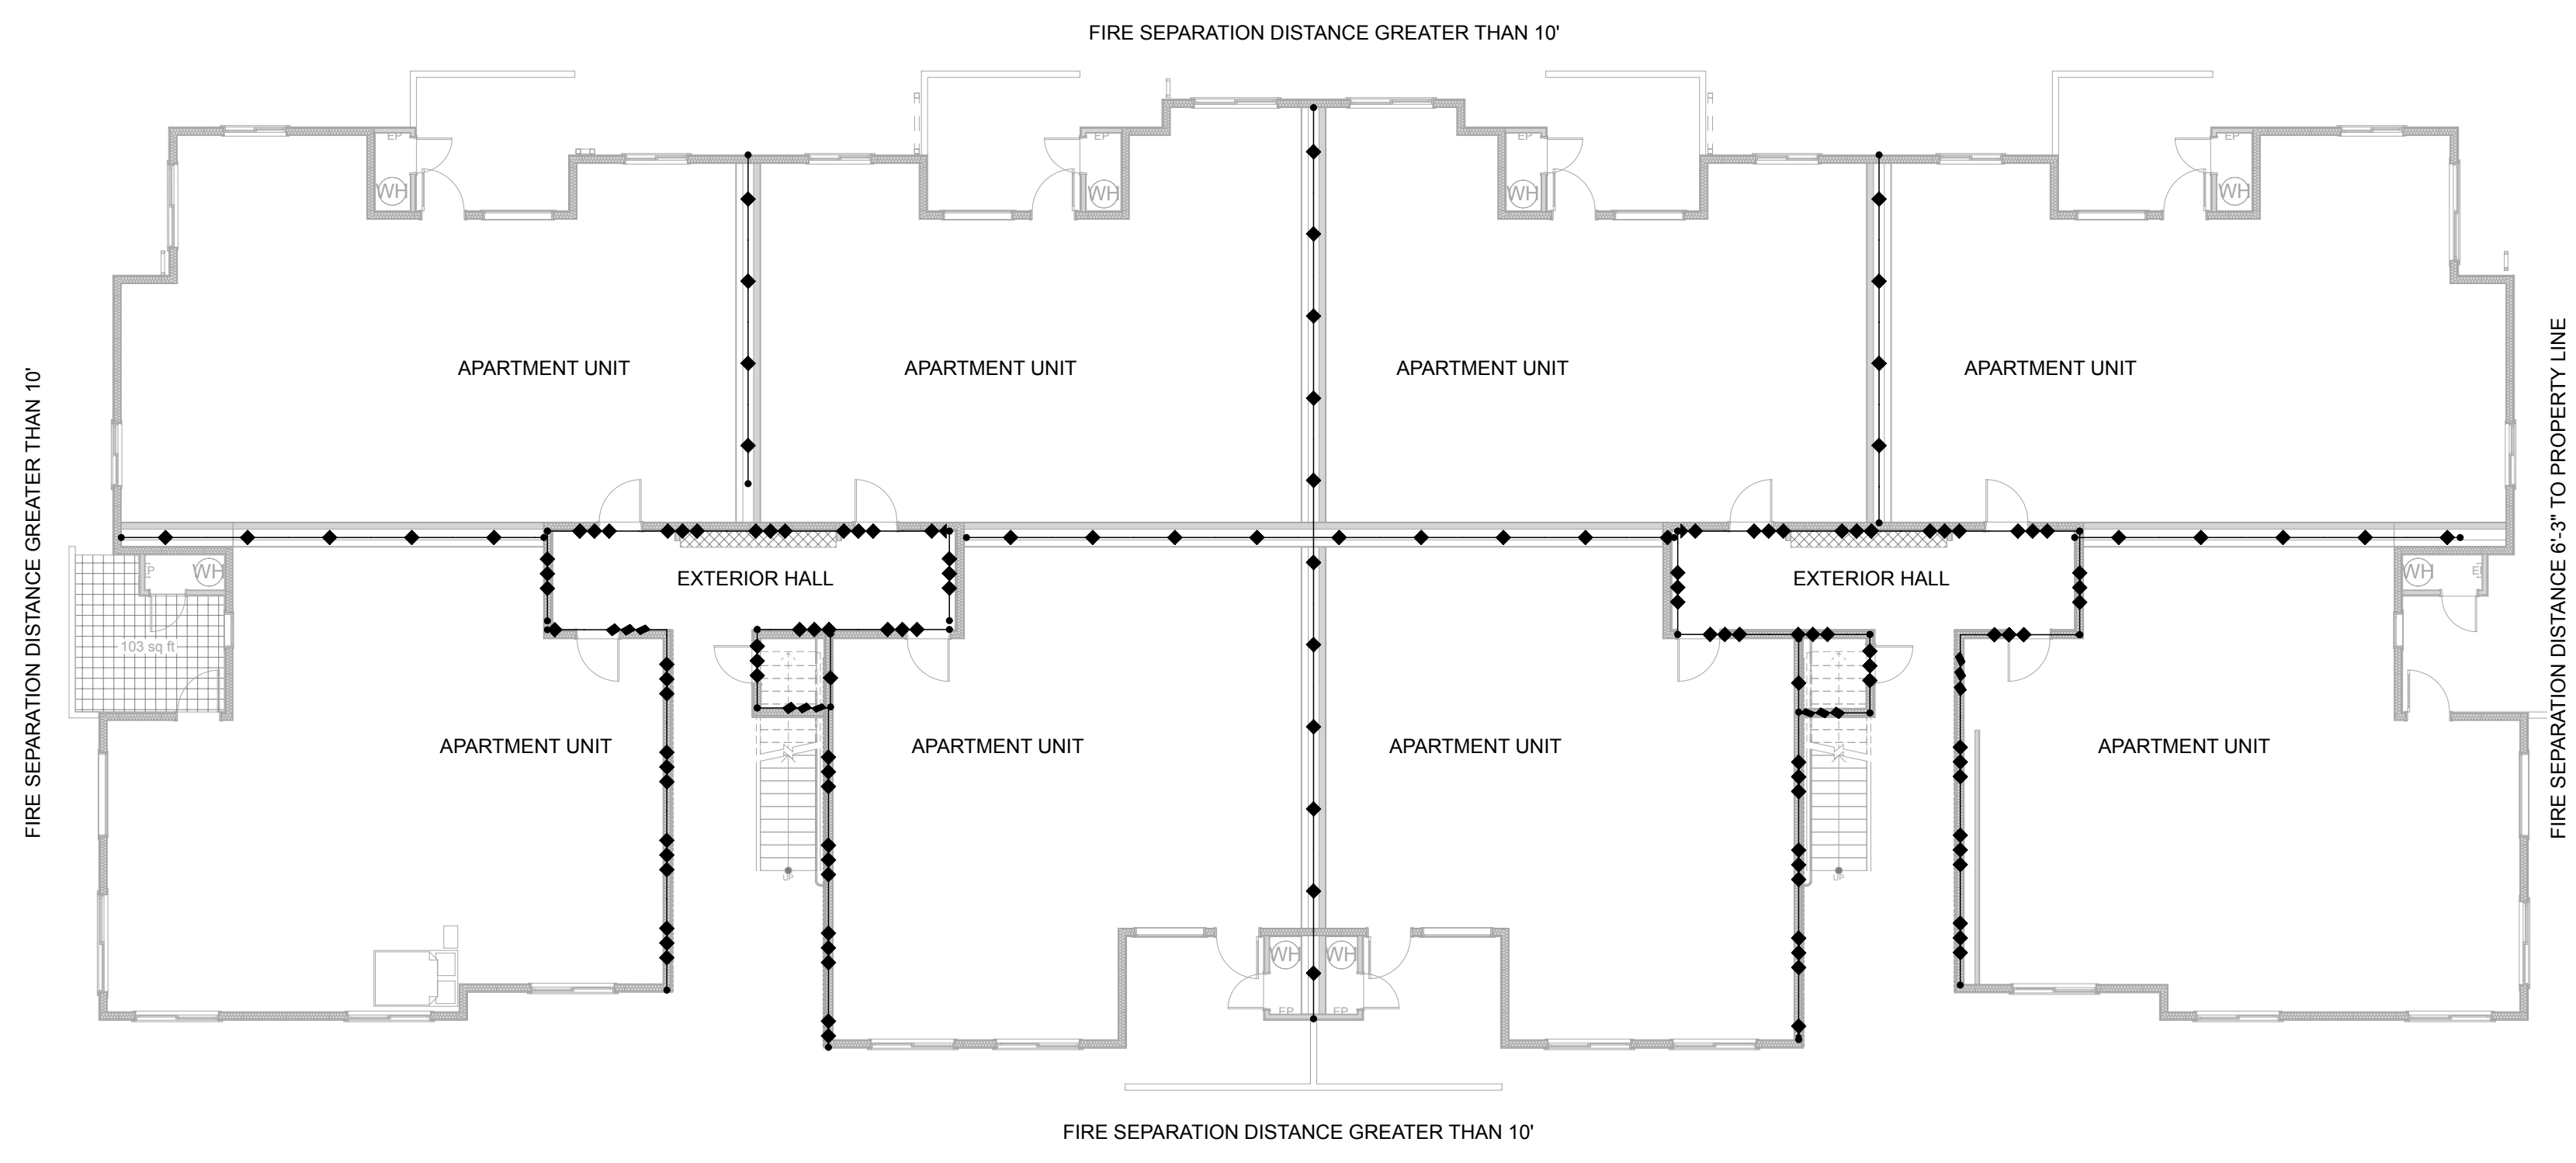 FIRE SEPARATION DISTANCE GREATER THAN 10'
EP
EP
EP
EP
WH
WH
WH
WH
APARTMENT UNIT
APARTMENT UNIT
APARTMENT UNIT
APARTMENT UNIT
FIRE SEPARATION DISTANCE GREATER THAN 10'
FIRE SEPARATION DISTANCE 6'-3" TO PROPERTY LINE
WH
EXTERIOR HALL
EXTERIOR HALL
WH
103 sq ft
APARTMENT UNIT
APARTMENT UNIT
APARTMENT UNIT
APARTMENT UNIT
UP
UP
WH
WH
EP
EP
FIRE SEPARATION DISTANCE GREATER THAN 10'